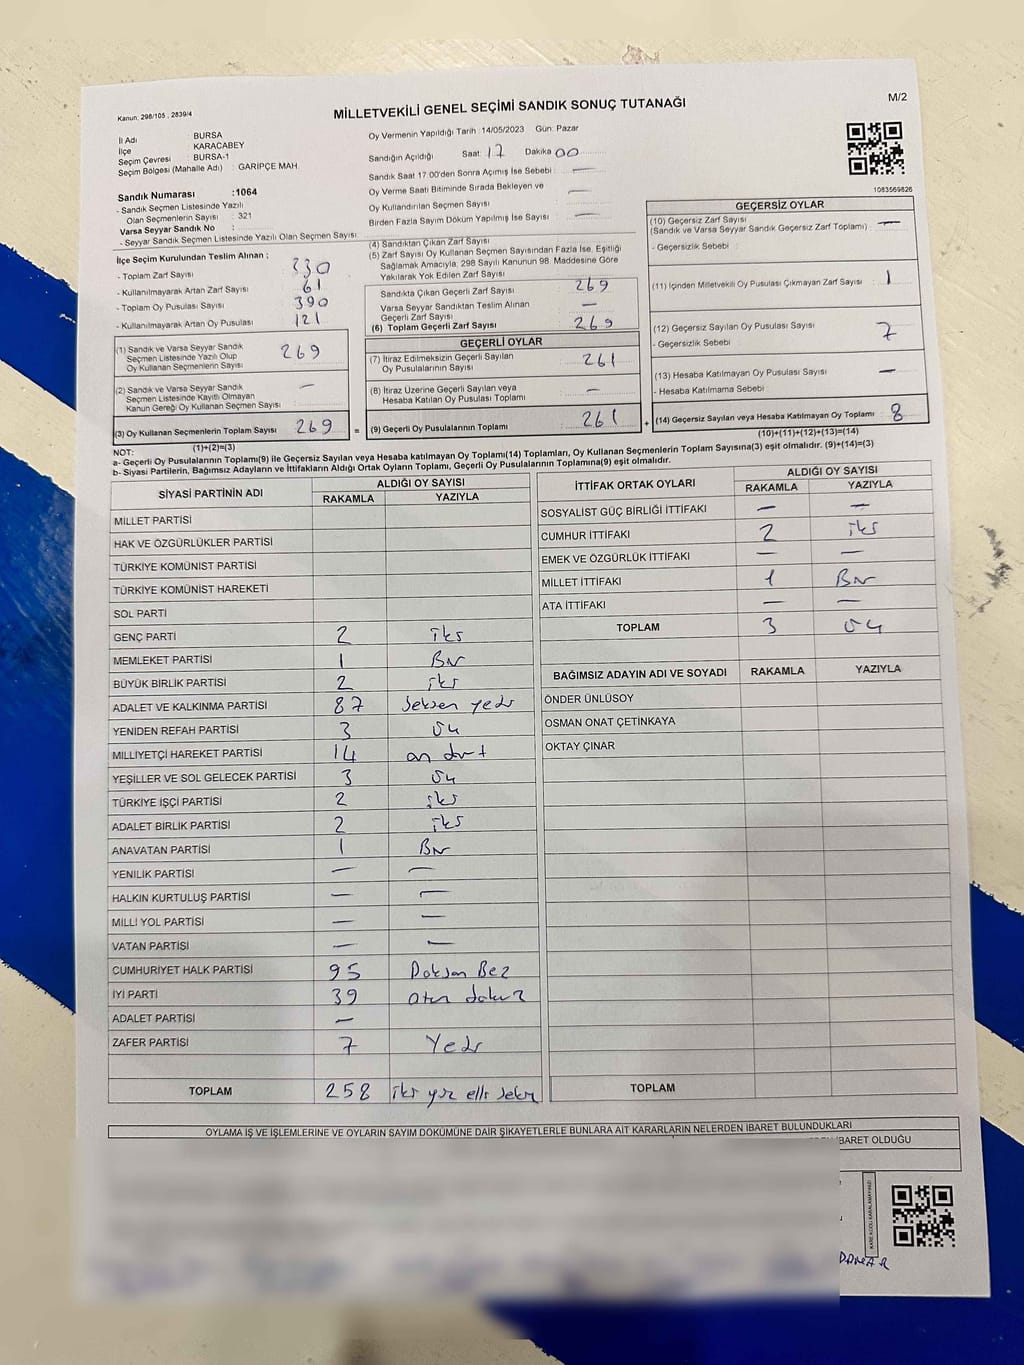 Kanun: 298/105 ; 2839/4
MİLLETVEKİLİ GENEL SEÇİMİ SANDIK SONUÇ TUTANAĞI
M/2
İl Adı : BURSA
İlçe KARACABEY
Seçim Çevresi : BURSA-1
Seçim Bölgesi (Mahalle Adı) : GARİPÇE MAH.
Sandık Numarası :1064
- Sandık Seçmen Listesinde Yazılı
Olan Seçmenlerin Sayısı : 321
Varsa Seyyar Sandık No :
- Seyyar Sandık Seçmen Listesinde Yazılı Olan Seçmen Sayısı:
Oy Vermenin Yapıldığı Tarih :14/05/2023 Gün: Pazar
Sandığın Açıldığı Saat: 17 Dakika 00
Sandık Saat 17:00'den Sonra Açımış İse Sebebi : —
Oy Verme Saati Bitiminde Sırada Bekleyen ve
Oy Kullandırılan Seçmen Sayısı : —
Birden Fazla Sayım Döküm Yapılmış İse Sayısı : —
1083569826
İlçe Seçim Kurulundan Teslim Alınan ;
- Toplam Zarf Sayısı : 330
- Kullanılmayarak Artan Zarf Sayısı : 61
- Toplam Oy Pusulası Sayısı : 390
- Kullanılmayarak Artan Oy Pusulası : 121
(1) Sandık ve Varsa Seyyar Sandık
Seçmen Listesinde Yazılı Olup
Oy Kullanan Seçmenlerin Sayısı : 269
(2) Sandık ve Varsa Seyyar Sandık
Seçmen Listesinde Kayıtlı Olmayan
Kanun Gereği Oy Kullanan Seçmen Sayısı : —
(3) Oy Kullanan Seçmenlerin Toplam Sayısı : 269
(1)+(2)=(3)
(4) Sandıktan Çıkan Zarf Sayısı
(5) Zarf Sayısı Oy Kullanan Seçmen Sayısından Fazla İse, Eşitliği
Sağlamak Amacıyla, 298 Sayılı Kanunun 98. Maddesine Göre
Yakılarak Yok Edilen Zarf Sayısı :
Sandıkta Çıkan Geçerli Zarf Sayısı : 269
Varsa Seyyar Sandıktan Teslim Alınan
Geçerli Zarf Sayısı : —
(6) Toplam Geçerli Zarf Sayısı : 269
GEÇERLİ OYLAR
(7) İtiraz Edilmeksizin Geçerli Sayılan
Oy Pusulalarının Sayısı : 261
(8) İtiraz Üzerine Geçerli Sayılan veya
Hesaba Katılan Oy Pusulası Toplamı : —
= (9) Geçerli Oy Pusulalarının Toplamı : 261 +
GEÇERSİZ OYLAR
(10) Geçersiz Zarf Sayısı
(Sandık ve Varsa Seyyar Sandık Geçersiz Zarf Toplamı) : —
- Geçersizlik Sebebi :
(11) İçinden Milletvekili Oy Pusulası Çıkmayan Zarf Sayısı : 1
(12) Geçersiz Sayılan Oy Pusulası Sayısı : 7
- Geçersizlik Sebebi :
(13) Hesaba Katılmayan Oy Pusulası Sayısı : —
- Hesaba Katılmama Sebebi :
(14) Geçersiz Sayılan veya Hesaba Katılmayan Oy Toplamı : 8
(10)+(11)+(12)+(13)=(14)
NOT:
a- Geçerli Oy Pusulalarının Toplamı(9) ile Geçersiz Sayılan veya Hesaba katılmayan Oy Toplamı(14) Toplamları, Oy Kullanan Seçmenlerin Toplam Sayısına(3) eşit olmalıdır. (9)+(14)=(3)
b- Siyasi Partilerin, Bağımsız Adayların ve İttifakların Aldığı Ortak Oyların Toplamı, Geçerli Oy Pusulalarının Toplamına(9) eşit olmalıdır.
SİYASİ PARTİNİN ADI ALDIĞI OY SAYISI
RAKAMLA YAZIYLA
MİLLET PARTİSİ
HAK VE ÖZGÜRLÜKLER PARTİSİ
TÜRKİYE KOMÜNİST PARTİSİ
TÜRKİYE KOMÜNİST HAREKETİ
SOL PARTİ
GENÇ PARTİ 2 iki
MEMLEKET PARTİSİ 1 Bir
BÜYÜK BİRLİK PARTİSİ 2 iki
ADALET VE KALKINMA PARTİSİ 87 seksen yedi
YENİDEN REFAH PARTİSİ 3 üç
MİLLİYETÇİ HAREKET PARTİSİ 14 on dört
YEŞİLLER VE SOL GELECEK PARTİSİ 3 üç
TÜRKİYE İŞÇİ PARTİSİ 2 iki
ADALET BİRLİK PARTİSİ 2 iki
ANAVATAN PARTİSİ 1 Bir
YENİLİK PARTİSİ — —
HALKIN KURTULUŞ PARTİSİ — —
MİLLİ YOL PARTİSİ — —
VATAN PARTİSİ — —
CUMHURİYET HALK PARTİSİ 95 Doksan Beş
İYİ PARTİ 39 otuz dokuz
ADALET PARTİSİ —
ZAFER PARTİSİ 7 Yedi
TOPLAM 258 iki yüz elli sekiz
İTTİFAK ORTAK OYLARI ALDIĞI OY SAYISI
RAKAMLA YAZIYLA
SOSYALİST GÜÇ BİRLİĞİ İTTİFAKI — —
CUMHUR İTTİFAKI 2 iki
EMEK VE ÖZGÜRLÜK İTTİFAKI — —
MİLLET İTTİFAKI 1 Bir
ATA İTTİFAKI — —
TOPLAM 3 üç
BAĞIMSIZ ADAYIN ADI VE SOYADI RAKAMLA YAZIYLA
ÖNDER ÜNLÜSOY
OSMAN ONAT ÇETİNKAYA
OKTAY ÇINAR
TOPLAM
OYLAMA İŞ VE İŞLEMLERİNE VE OYLARIN SAYIM DÖKÜMÜNE DAİR ŞİKAYETLERLE BUNLARA AİT KARARLARIN NELERDEN İBARET BULUNDUKLARI
İBARET OLDUĞU